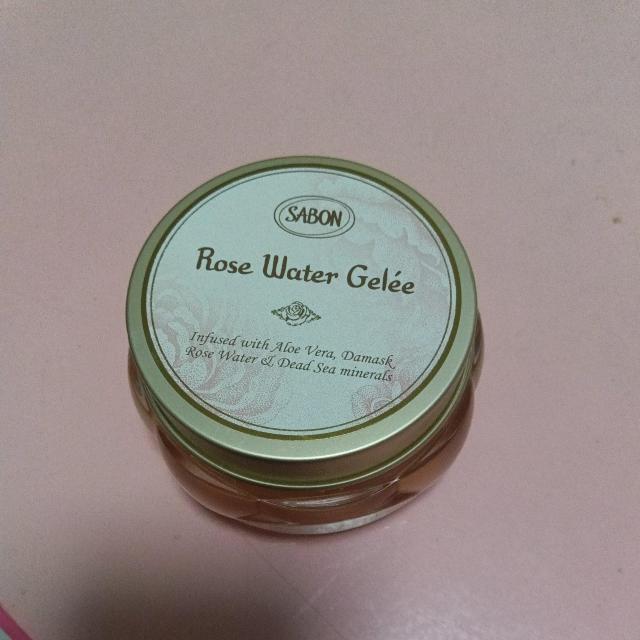 SABON
Rose Water Gelée
Infused with Aloe Vera, Damask
Rose Water & Dead Sea minerals